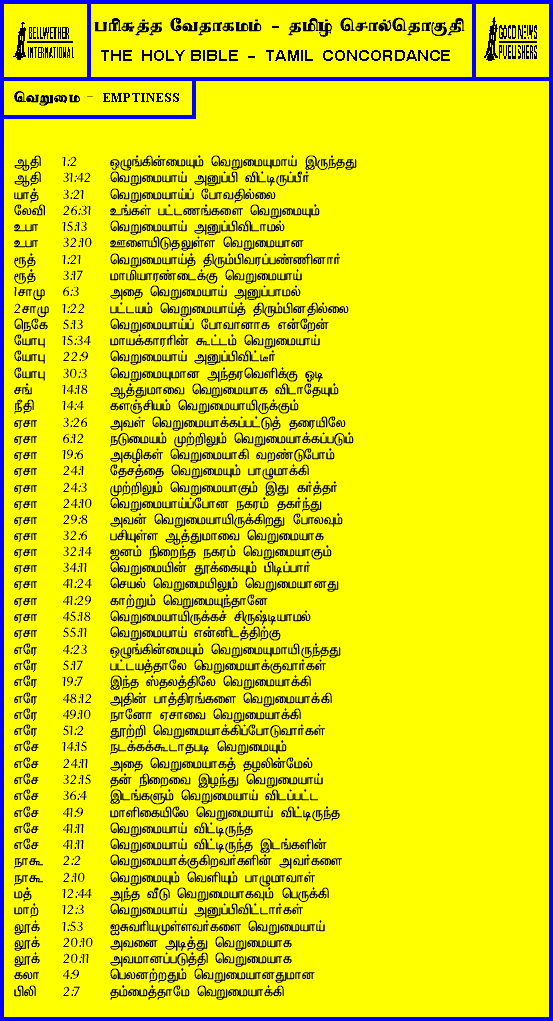 BELLWETHER
INTERNATIONAL
பரிசுத்த வேதாகமம் - தமிழ் சொல்தொகுதி
THE HOLY BIBLE - TAMIL CONCORDANCE
GOOD NEWS
PUBLISHERS
வெறுமை - EMPTINESS
ஆதி 1:2 ஒழுங்கின்மையும் வெறுமையுமாய் இருந்தது
ஆதி 31:42 வெறுமையாய் அனுப்பி விட்டிருப்பீர்
யாத் 3:21 வெறுமையாய்ப் போவதில்லை
லேவி 26:31 உங்கள் பட்டணங்களை வெறுமையும்
உபா 15:13 வெறுமையாய் அனுப்பிவிடாமல்
உபா 32:10 ஊளையிடுதலுள்ள வெறுமையான
ரூத் 1:21 வெறுமையாய்த் திரும்பிவரப்பண்ணினார்
ரூத் 3:17 மாமியாரண்டைக்கு வெறுமையாய்
1சாமு 6:3 அதை வெறுமையாய் அனுப்பாமல்
2சாமு 1:22 பட்டயம் வெறுமையாய்த் திரும்பினதில்லை
நெகே 5:13 வெறுமையாய்ப் போவானாக என்றேன்
யோபு 15:34 மாயக்காரரின் கூட்டம் வெறுமையாய்
யோபு 22:9 வெறுமையாய் அனுப்பிவிட்டீர்
யோபு 30:3 வெறுமையுமான அந்தரவெளிக்கு ஓடி
சங் 14:18 ஆத்துமாவை வெறுமையாக விடாதேயும்
நீதி 14:4 களஞ்சியம் வெறுமையாயிருக்கும்
ஏசா 3:26 அவள் வெறுமையாக்கப்பட்டுத் தரையிலே
ஏசா 6:12 நடுமையம் முற்றிலும் வெறுமையாக்கப்படும்
ஏசா 19:6 அகழிகள் வெறுமையாகி வறண்டுபோம்
ஏசா 24:1 தேசத்தை வெறுமையும் பாழுமாக்கி
ஏசா 24:3 முற்றிலும் வெறுமையாகும் இது கர்த்தர்
ஏசா 24:10 வெறுமையாய்ப்போன நகரம் தகர்ந்து
ஏசா 29:8 அவன் வெறுமையாயிருக்கிறது போலவும்
ஏசா 32:6 பசியுள்ள ஆத்துமாவை வெறுமையாக
ஏசா 32:14 ஜனம் நிறைந்த நகரம் வெறுமையாகும்
ஏசா 34:11 வெறுமையின் தூக்கையும் பிடிப்பார்
ஏசா 41:24 செயல் வெறுமையிலும் வெறுமையானது
ஏசா 41:29 காற்றும் வெறுமையுந்தானே
ஏசா 45:18 வெறுமையாயிருக்கச் சிருஷ்டியாமல்
ஏசா 55:11 வெறுமையாய் என்னிடத்திற்கு
எரே 4:23 ஒழுங்கின்மையும் வெறுமையுமாயிருந்தது
எரே 5:17 பட்டயத்தாலே வெறுமையாக்குவார்கள்
எரே 19:7 இந்த ஸ்தலத்திலே வெறுமையாக்கி
எரே 48:12 அதின் பாத்திரங்களை வெறுமையாக்கி
எரே 49:10 நானோ ஏசாவை வெறுமையாக்கி
எரே 51:2 தூற்றி வெறுமையாக்கிப்போடுவார்கள்
எசே 14:15 நடக்கக்கூடாதபடி வெறுமையும்
எசே 24:11 அதை வெறுமையாகத் தழலின்மேல்
எசே 32:15 தன் நிறைவை இழந்து வெறுமையாய்
எசே 36:4 இடங்களும் வெறுமையாய் விடப்பட்ட
எசே 41:9 மாளிகையிலே வெறுமையாய் விட்டிருந்த
எசே 41:11 வெறுமையாய் விட்டிருந்த
எசே 41:11 வெறுமையாய் விட்டிருந்த இடங்களின்
நாகூ 2:2 வெறுமையாக்குகிறவர்களின் அவர்களை
நாகூ 2:10 வெறுமையும் வெளியும் பாழுமாவாள்
மத் 12:44 அந்த வீடு வெறுமையாகவும் பெருக்கி
மாற் 12:3 வெறுமையாய் அனுப்பிவிட்டார்கள்
லூக் 1:53 ஐசுவரியமுள்ளவர்களை வெறுமையாய்
லூக் 20:10 அவனை அடித்து வெறுமையாக
லூக் 20:11 அவமானப்படுத்தி வெறுமையாக
கலா 4:9 பெலனற்றதும் வெறுமையானதுமான
பிலி 2:7 தம்மைத்தாமே வெறுமையாக்கி